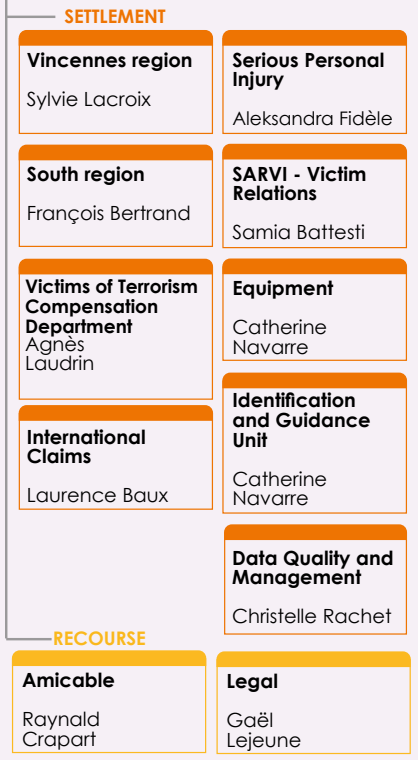 SETTLEMENT
Vincennes region
Sylvie Lacroix
Serious Personal
Injury
Aleksandra Fidèle
South region
François Bertrand
SARVI - Victim
Relations
Samia Battesti
Victims of Terrorism
Compensation
Department
Agnès
Laudrin
Equipment
Catherine
Navarre
International
Claims
Laurence Baux
Identification
and Guidance
Unit
Catherine
Navarre
Data Quality and
Management
Christelle Rachet
RECOURSE
Amicable
Raynald
Crapart
Legal
Gaël
Lejeune